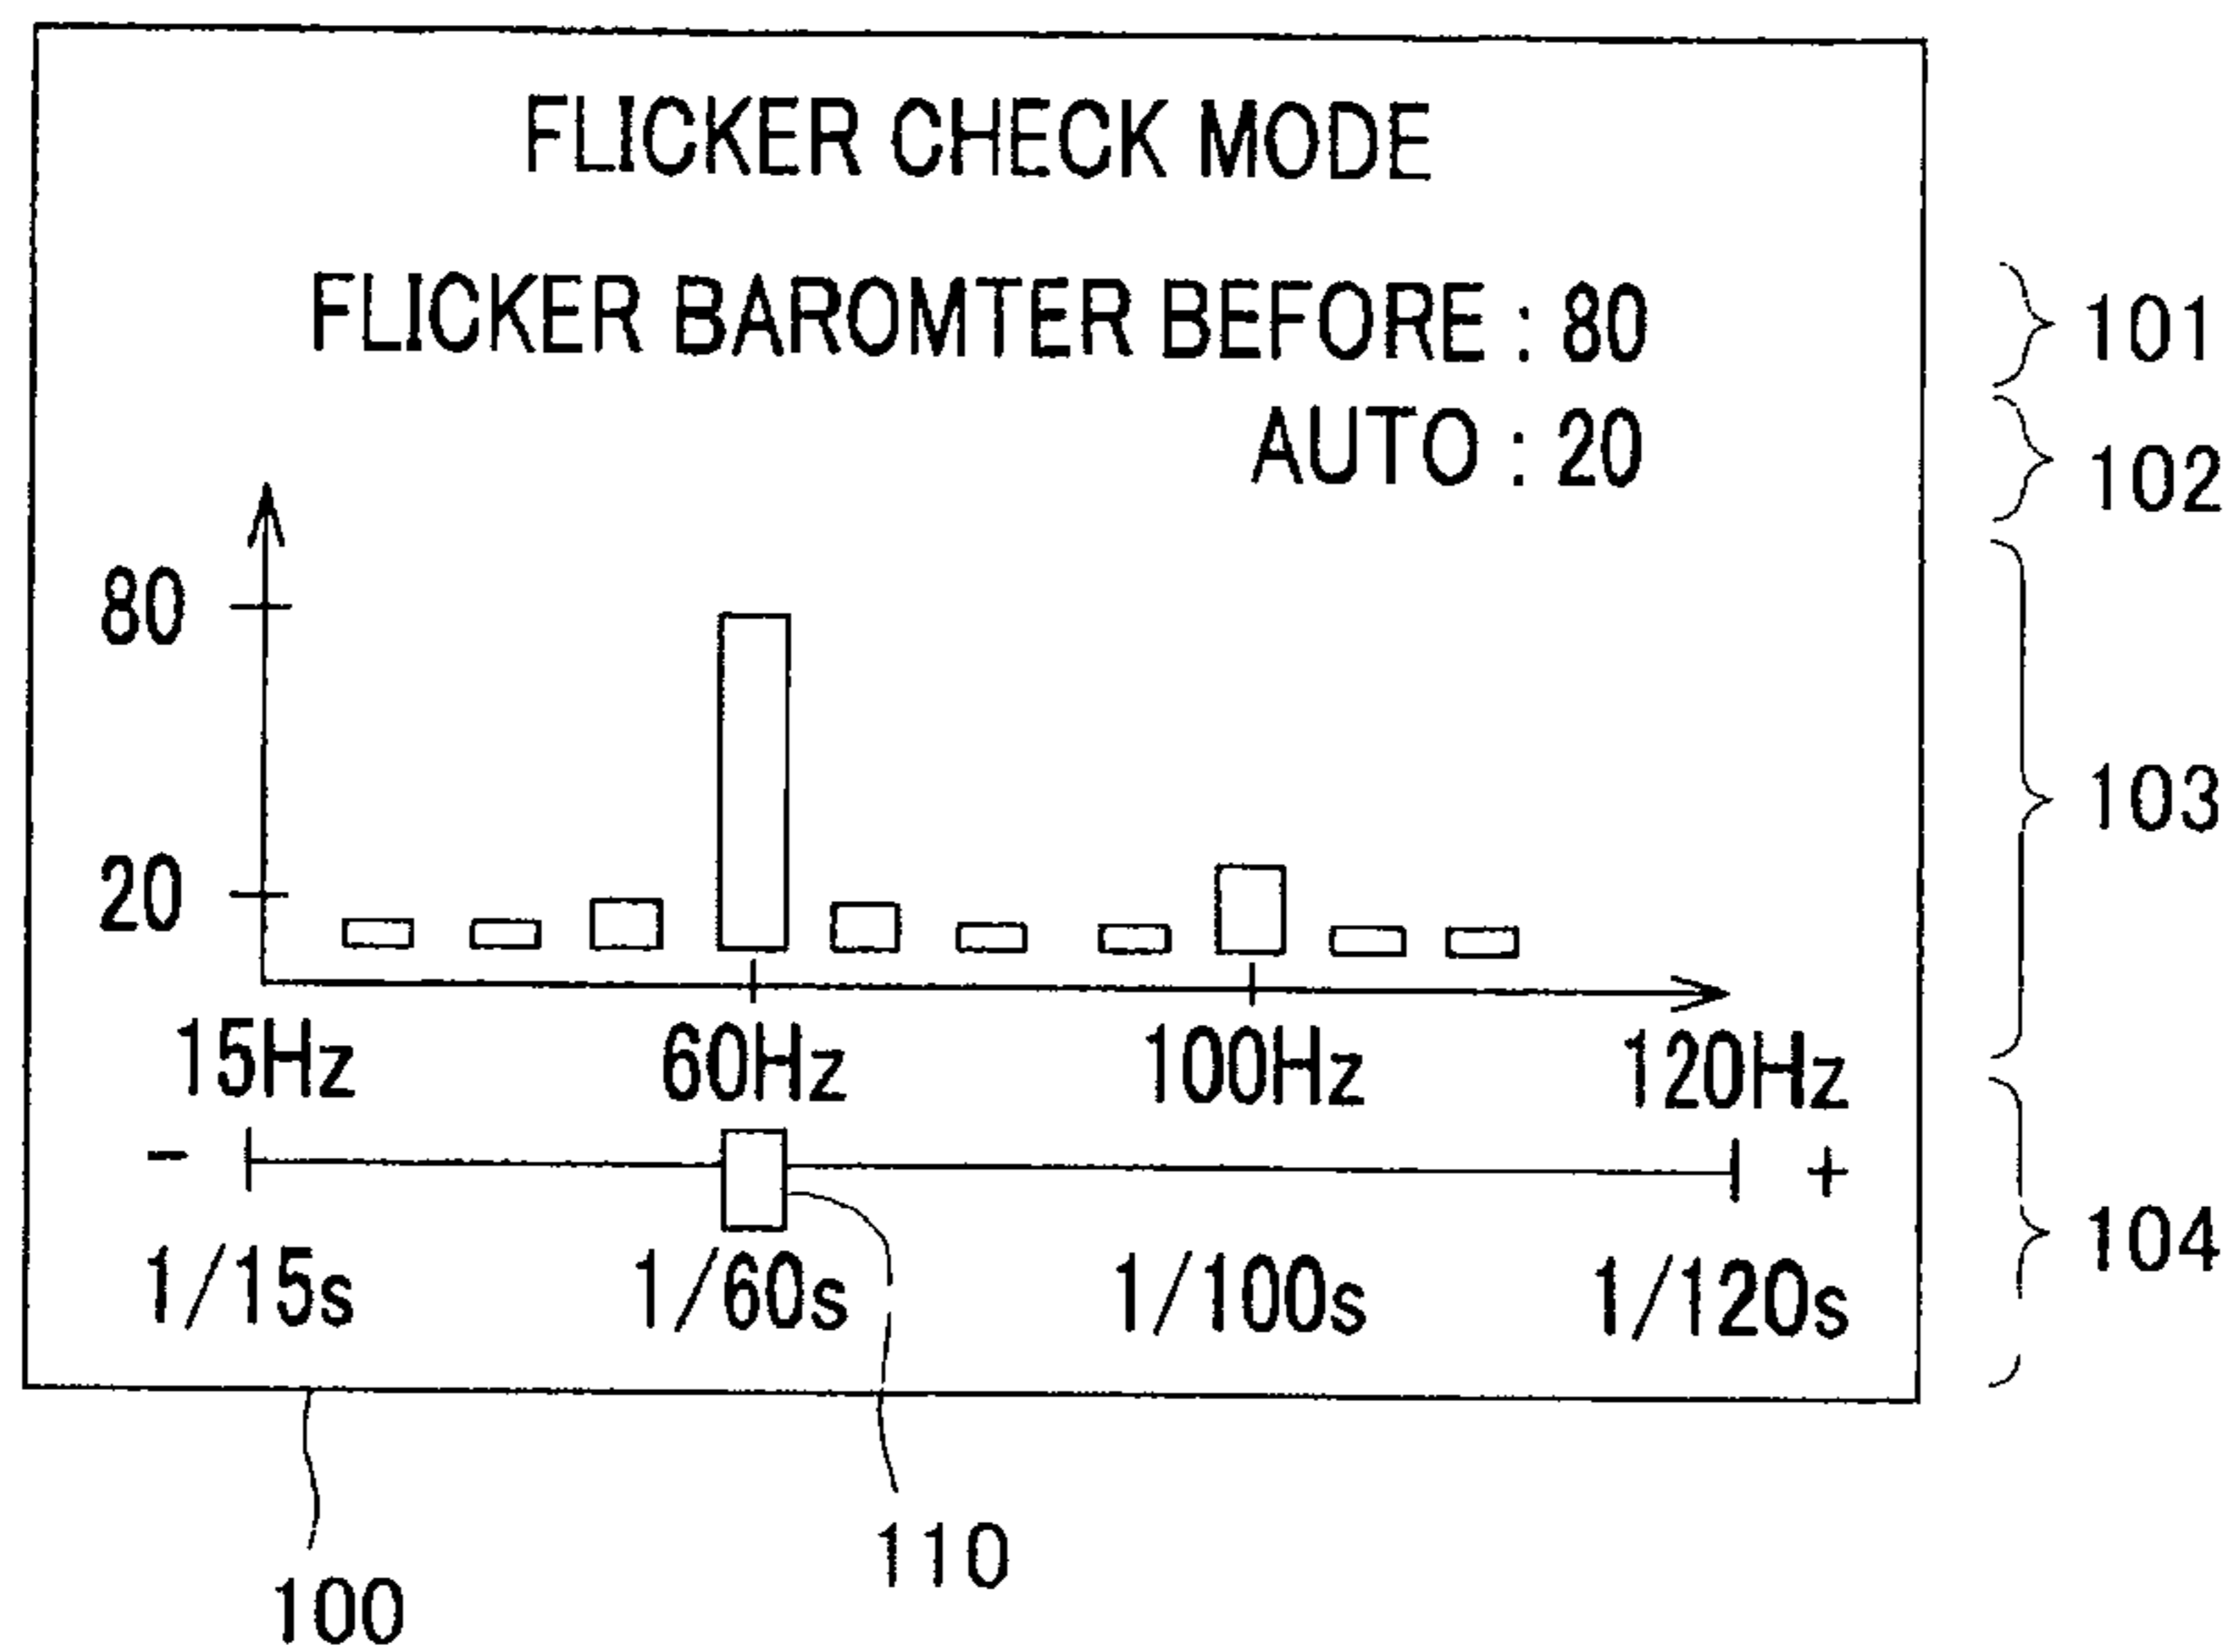 FLICKER CHECK MODE
FLICKER BAROMTER BEFORE : 80
101
AUTO : 20
102
80
20
103
15Hz 60Hz 100Hz 120Hz
- +
104
1/15s 1/60s 1/100s 1/120s
110
100